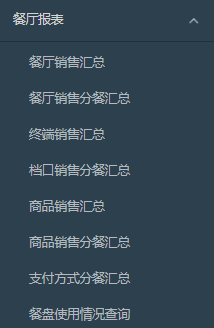 餐厅报表
餐厅销售汇总
餐厅销售分餐汇总
终端销售汇总
档口销售分餐汇总
商品销售汇总
商品销售分餐汇总
支付方式分餐汇总
餐盘使用情况查询